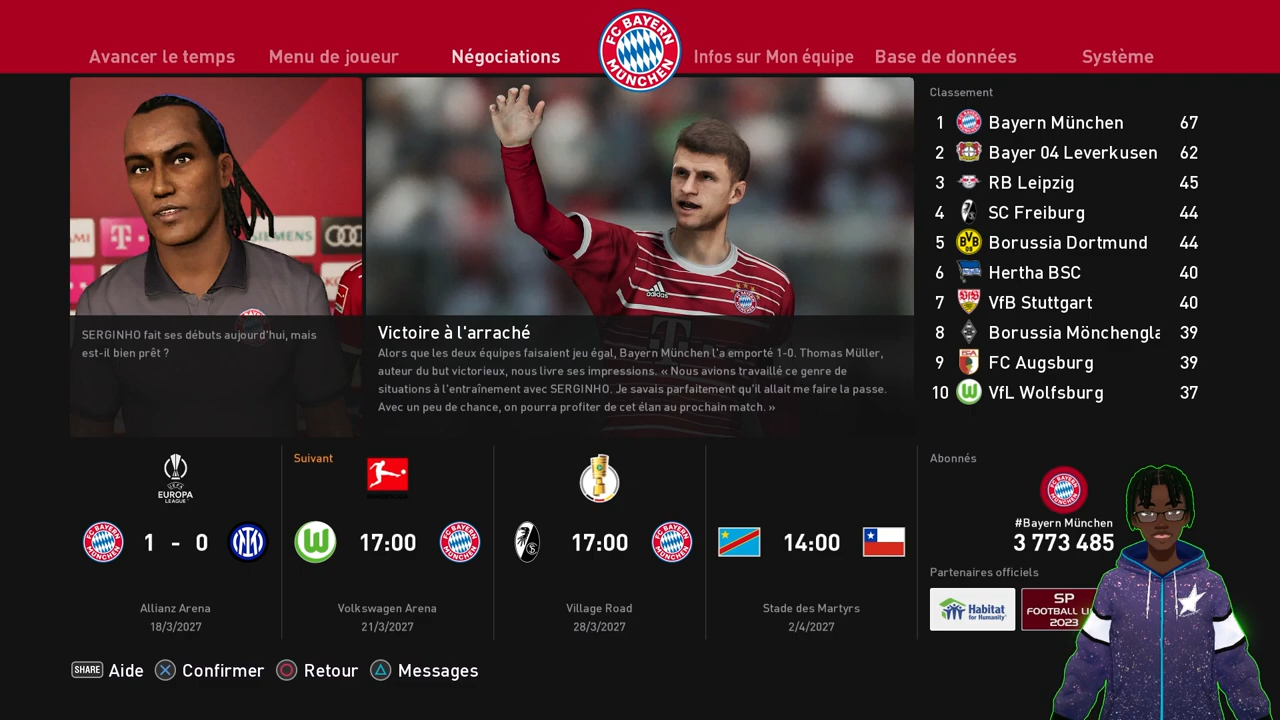 Avancer le temps
Menu de joueur
Négociations
Infos sur Mon équipe
Base de données
Système
FC BAYERN
MÜNCHEN
SIEMENS
adidas
SERGINHO fait ses débuts aujourd'hui, mais
est-il bien prêt ?
Victoire à l'arraché
Alors que les deux équipes faisaient jeu égal, Bayern München l'a emporté 1-0. Thomas Müller,
auteur du but victorieux, nous livre ses impressions. « Nous avions travaillé ce genre de
situations à l'entraînement avec SERGINHO. Je savais parfaitement qu'il allait me faire la passe.
Avec un peu de chance, on pourra profiter de cet élan au prochain match. »
Classement
1 Bayern München 67
2 Bayer 04 Leverkusen 62
3 RB Leipzig 45
4 SC Freiburg 44
5 Borussia Dortmund 44
6 Hertha BSC 40
7 VfB Stuttgart 40
8 Borussia Mönchengla 39
9 FC Augsburg 39
10 VfL Wolfsburg 37
UEFA
EUROPA
LEAGUE
1 - 0
Allianz Arena
18/3/2027
Suivant
BUNDESLIGA
17:00
Volkswagen Arena
21/3/2027
17:00
Village Road
28/3/2027
14:00
Stade des Martyrs
2/4/2027
Abonnés
#Bayern München
3 773 485
Partenaires officiels
Habitat
for Humanity
SP
FOOTBALL
2023
SHARE Aide
Confirmer
Retour
Messages